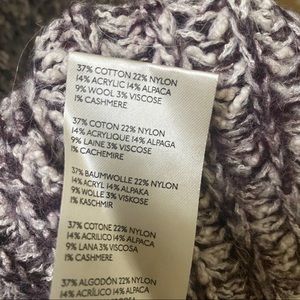 37% COTTON 22% NYLON
14% ACRYLIC 14% ALPACA
9% WOOL 3% VISCOSE
1% CASHMERE
37% COTON 22% NYLON
14% ACRYLIQUE 14% ALPAGA
9% LAINE 3% VISCOSE
1% CACHEMIRE
37% BAUMWOLLE 22% NYLON
14% ACRYL 14% ALPAKA
9% WOLLE 3% VISKOSE
1% KASCHMIR
37% COTONE 22% NYLON
14% ACRILICO 14% ALPACA
9% LANA 3% VISCOSA
1% CASHMERE
37% ALGODÓN 22% NYLON
14% ACRÍLICO 14% ALPACA